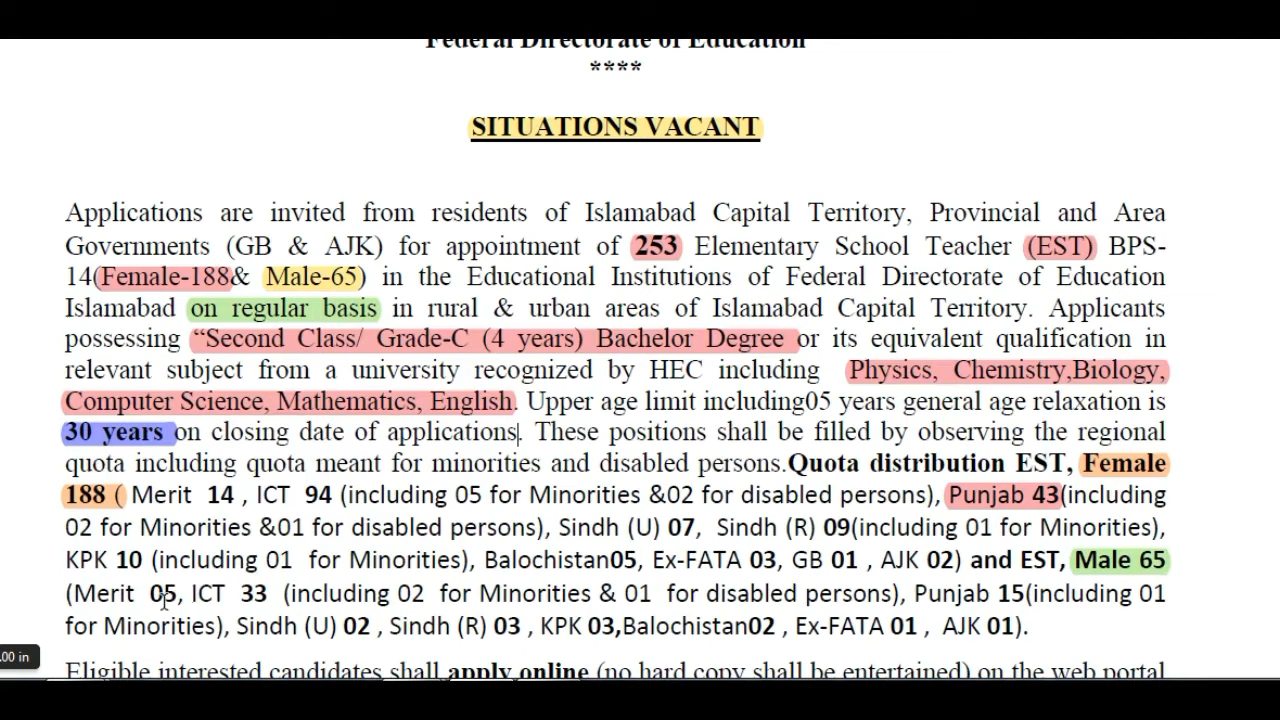 Federal Directorate of Education
****
SITUATIONS VACANT
Applications are invited from residents of Islamabad Capital Territory, Provincial and Area
Governments (GB & AJK) for appointment of 253 Elementary School Teacher (EST) BPS-
14(Female-188& Male-65) in the Educational Institutions of Federal Directorate of Education
Islamabad on regular basis in rural & urban areas of Islamabad Capital Territory. Applicants
possessing “Second Class/ Grade-C (4 years) Bachelor Degree or its equivalent qualification in
relevant subject from a university recognized by HEC including Physics, Chemistry,Biology,
Computer Science, Mathematics, English. Upper age limit including05 years general age relaxation is
30 years on closing date of applications. These positions shall be filled by observing the regional
quota including quota meant for minorities and disabled persons.Quota distribution EST, Female
188 ( Merit 14 , ICT 94 (including 05 for Minorities &02 for disabled persons), Punjab 43(including
02 for Minorities &01 for disabled persons), Sindh (U) 07, Sindh (R) 09(including 01 for Minorities),
KPK 10 (including 01 for Minorities), Balochistan05, Ex-FATA 03, GB 01 , AJK 02) and EST, Male 65
(Merit 05, ICT 33 (including 02 for Minorities & 01 for disabled persons), Punjab 15(including 01
for Minorities), Sindh (U) 02 , Sindh (R) 03 , KPK 03,Balochistan02 , Ex-FATA 01 , AJK 01).
.00 in
Eligible interested candidates shall apply online (no hard copy shall be entertained) on the web portal